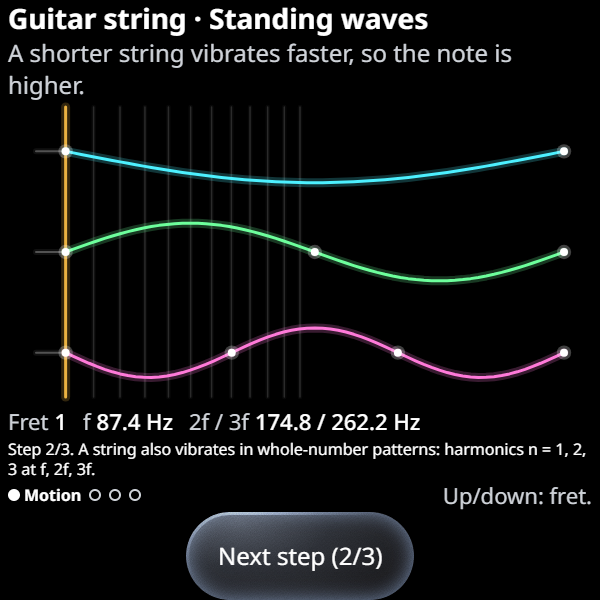 Guitar string · Standing waves
A shorter string vibrates faster, so the note is
higher.
Fret 1 f 87.4 Hz 2f / 3f 174.8 / 262.2 Hz
Step 2/3. A string also vibrates in whole-number patterns: harmonics n = 1, 2,
3 at f, 2f, 3f.
Motion
Up/down: fret.
Next step (2/3)